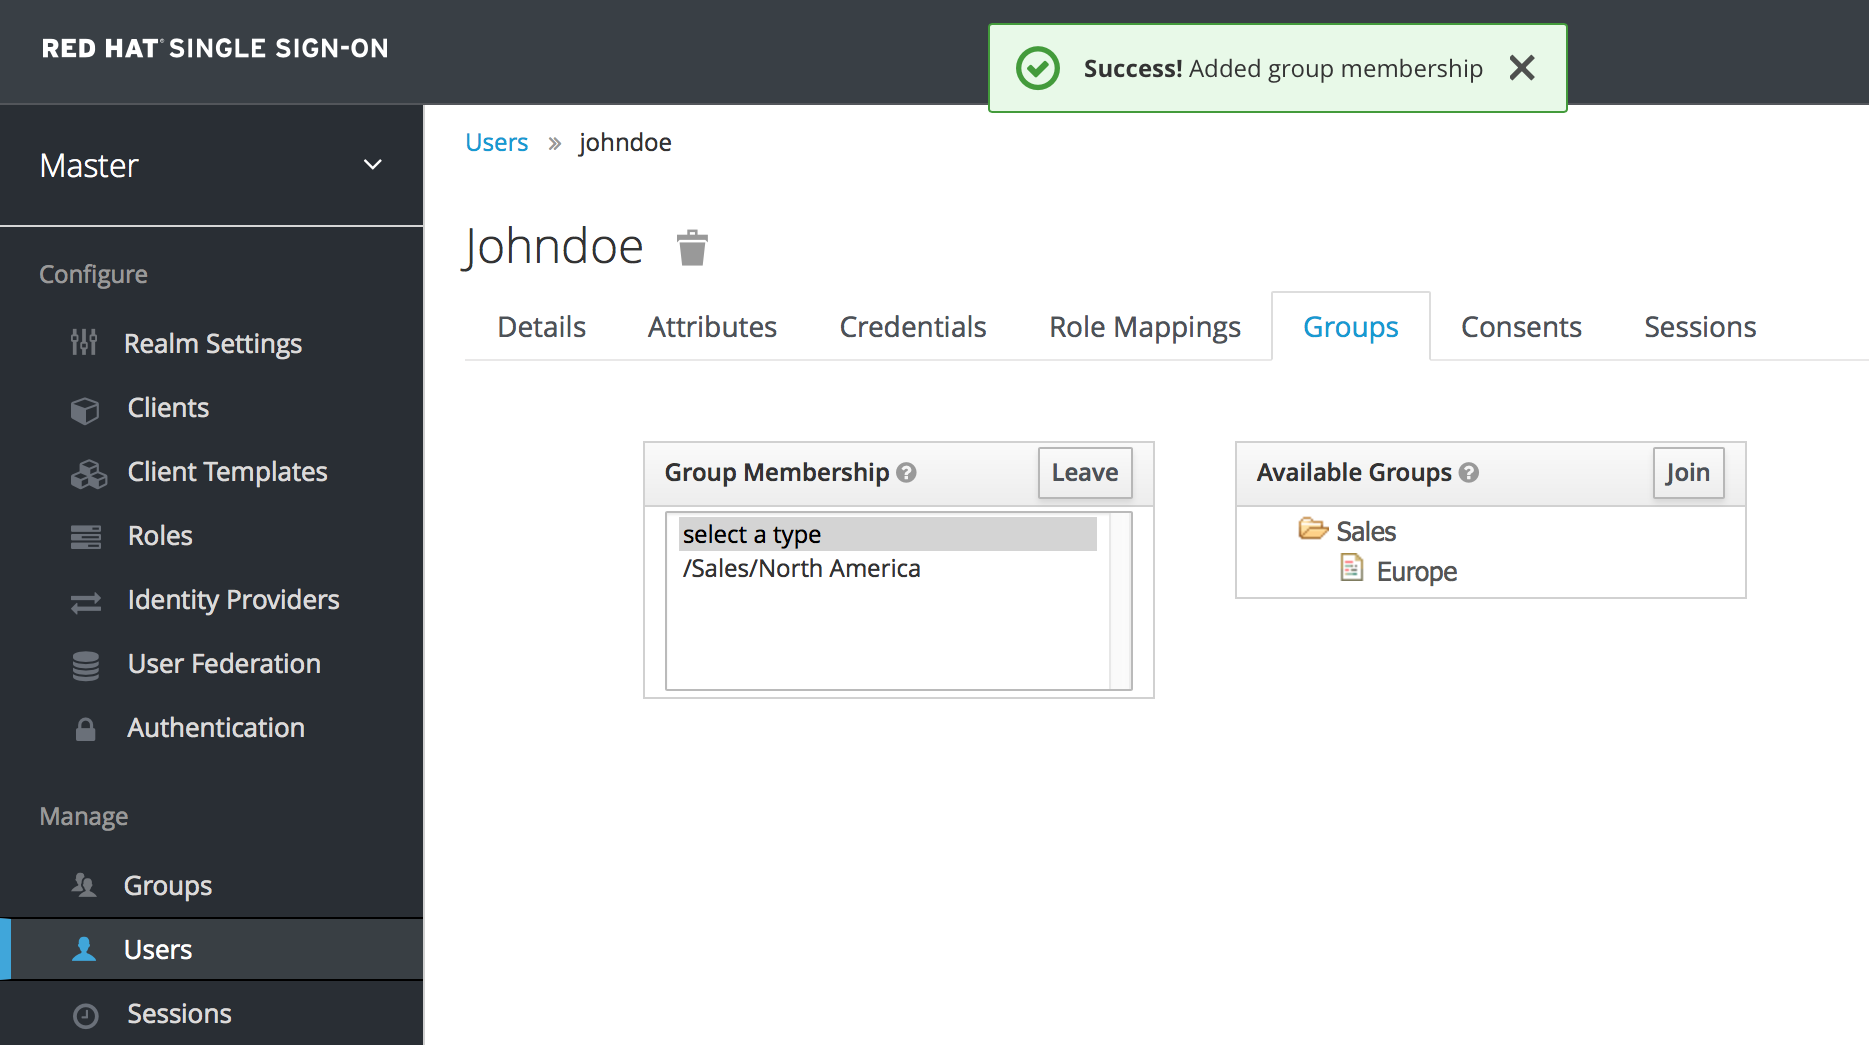 RED HAT® SINGLE SIGN-ON
Success! Added group membership
Master
Users » johndoe
Johndoe
Details Attributes Credentials Role Mappings Groups Consents Sessions
Configure
Realm Settings
Clients
Client Templates
Roles
Identity Providers
User Federation
Authentication
Manage
Groups
Users
Sessions
Group Membership ? Leave
select a type
/Sales/North America
Available Groups ? Join
Sales
Europe